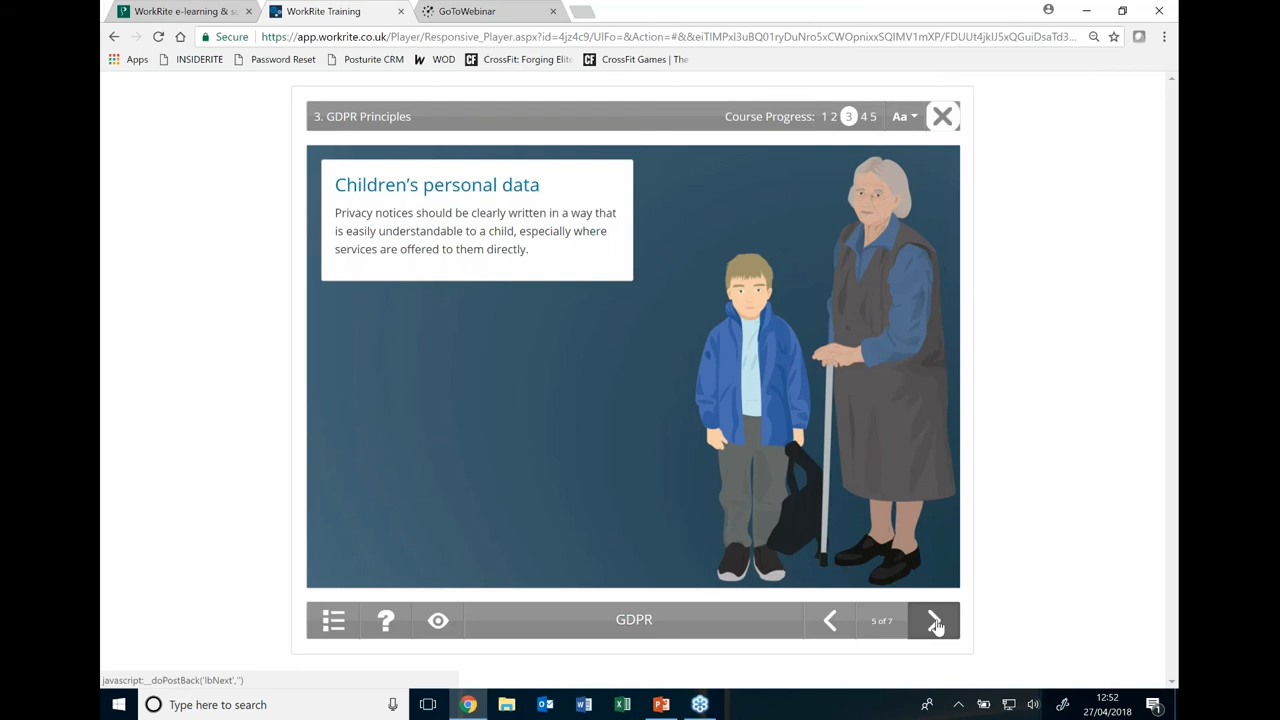 WorkRite e-learning & s
WorkRite Training
GoToWebinar
Secure
https://app.workrite.co.uk/Player/Responsive_Player.aspx?id=4jz4c9/UIFo=&Action=#&&eiTlMPxl3uBQ01ryDuNro5xCWOpnixxSQIMV1mXP/FDUUt4jkIJ5xQGuiDsaTd3...
Apps
INSIDERITE
Password Reset
Posturite CRM
WOD
CrossFit: Forging Elite
CrossFit Games | The
3. GDPR Principles
Course Progress: 1 2 3 4 5
Aa
Children's personal data
Privacy notices should be clearly written in a way that
is easily understandable to a child, especially where
services are offered to them directly.
GDPR
5 of 7
javascript:__doPostBack('lbNext','')
Type here to search
12:52
27/04/2018